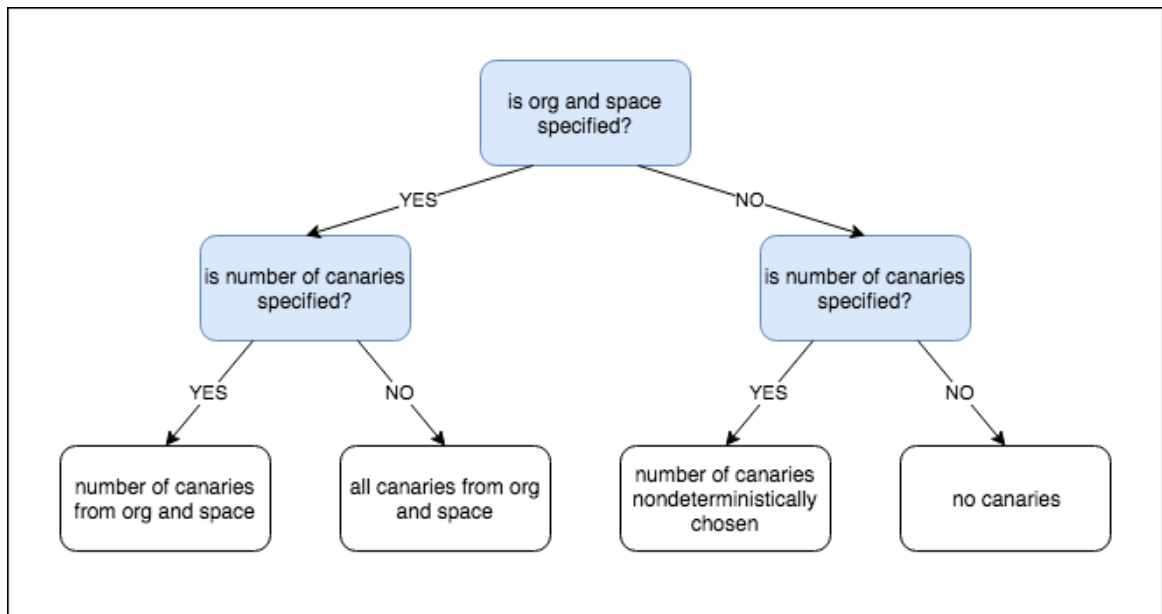 is org and space
specified?
YES
NO
is number of canaries
specified?
is number of canaries
specified?
YES
NO
YES
NO
number of canaries
from org and space
all canaries from org
and space
number of canaries
nondeterministically
chosen
no canaries